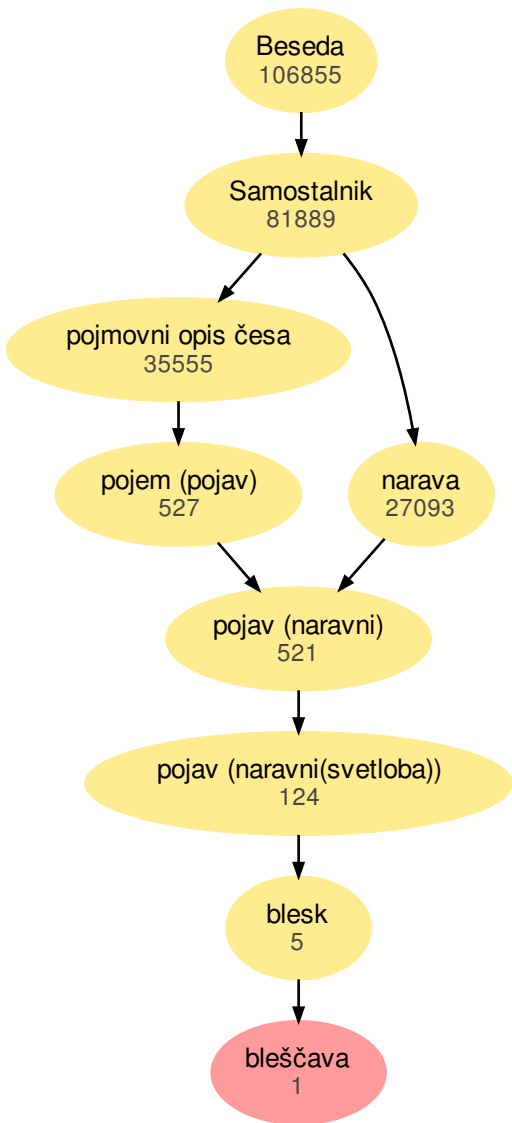 Beseda
106855
Samostalnik
81889
pojmovni opis česa
35555
pojem (pojav)
527
narava
27093
pojav (naravni)
521
pojav (naravni(svetloba))
124
blesk
5
bleščava
1